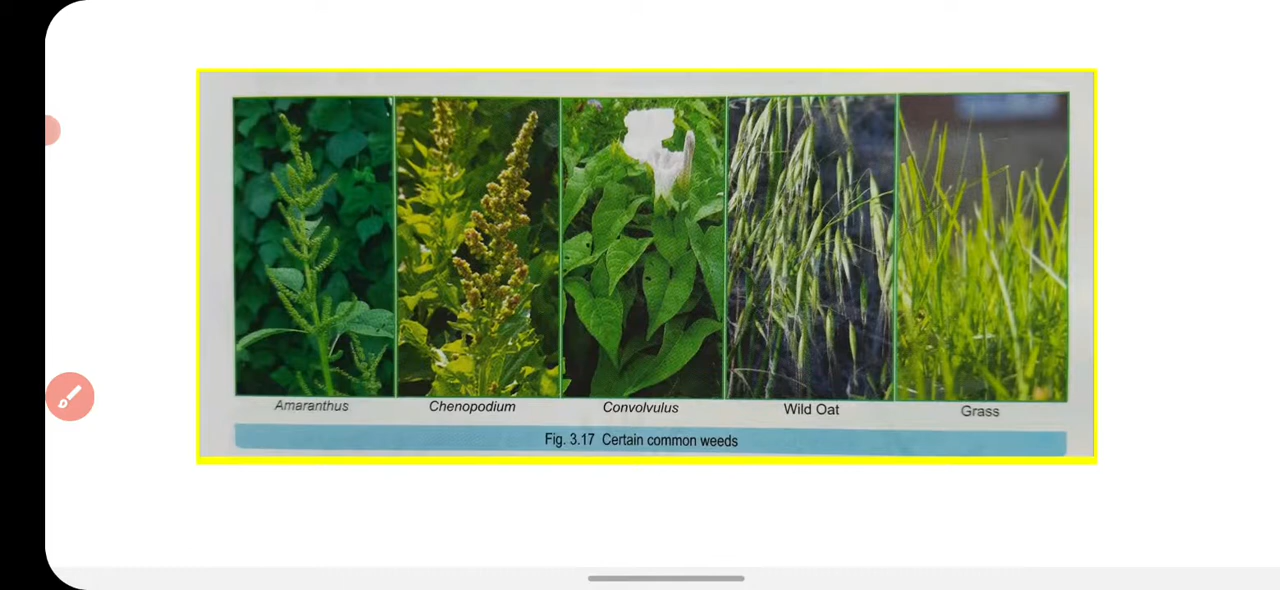 Amaranthus
Chenopodium
Convolvulus
Wild Oat
Grass
Fig. 3.17 Certain common weeds